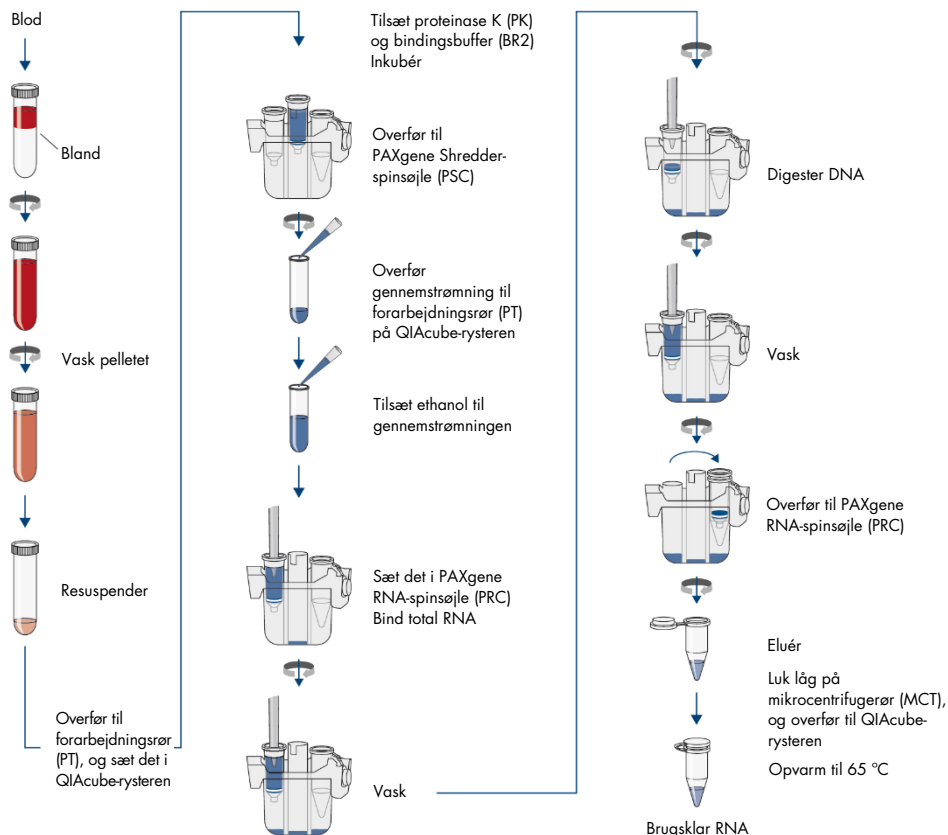 Blod
Bland
Vask pelletet
Resuspender
Overfør til
forarbejdningsrør
(PT), og sæt det i
QIAcube-rysteren
Tilsæt proteinase K (PK)
og bindingsbuffer (BR2)
Inkubér
Overfør til
PAXgene Shredder-
spinsøjle (PSC)
Overfør
gennemstrømning til
forarbejdningsrør (PT)
på QIAcube-rysteren
Tilsæt ethanol til
gennemstrømningen
Sæt det i PAXgene
RNA-spinsøjle (PRC)
Bind total RNA
Vask
Digester DNA
Vask
Overfør til PAXgene
RNA-spinsøjle (PRC)
Eluér
Luk låg på
mikrocentrifugerør (MCT),
og overfør til QIAcube-
rysteren
Opvarm til 65 °C
Brugsklar RNA